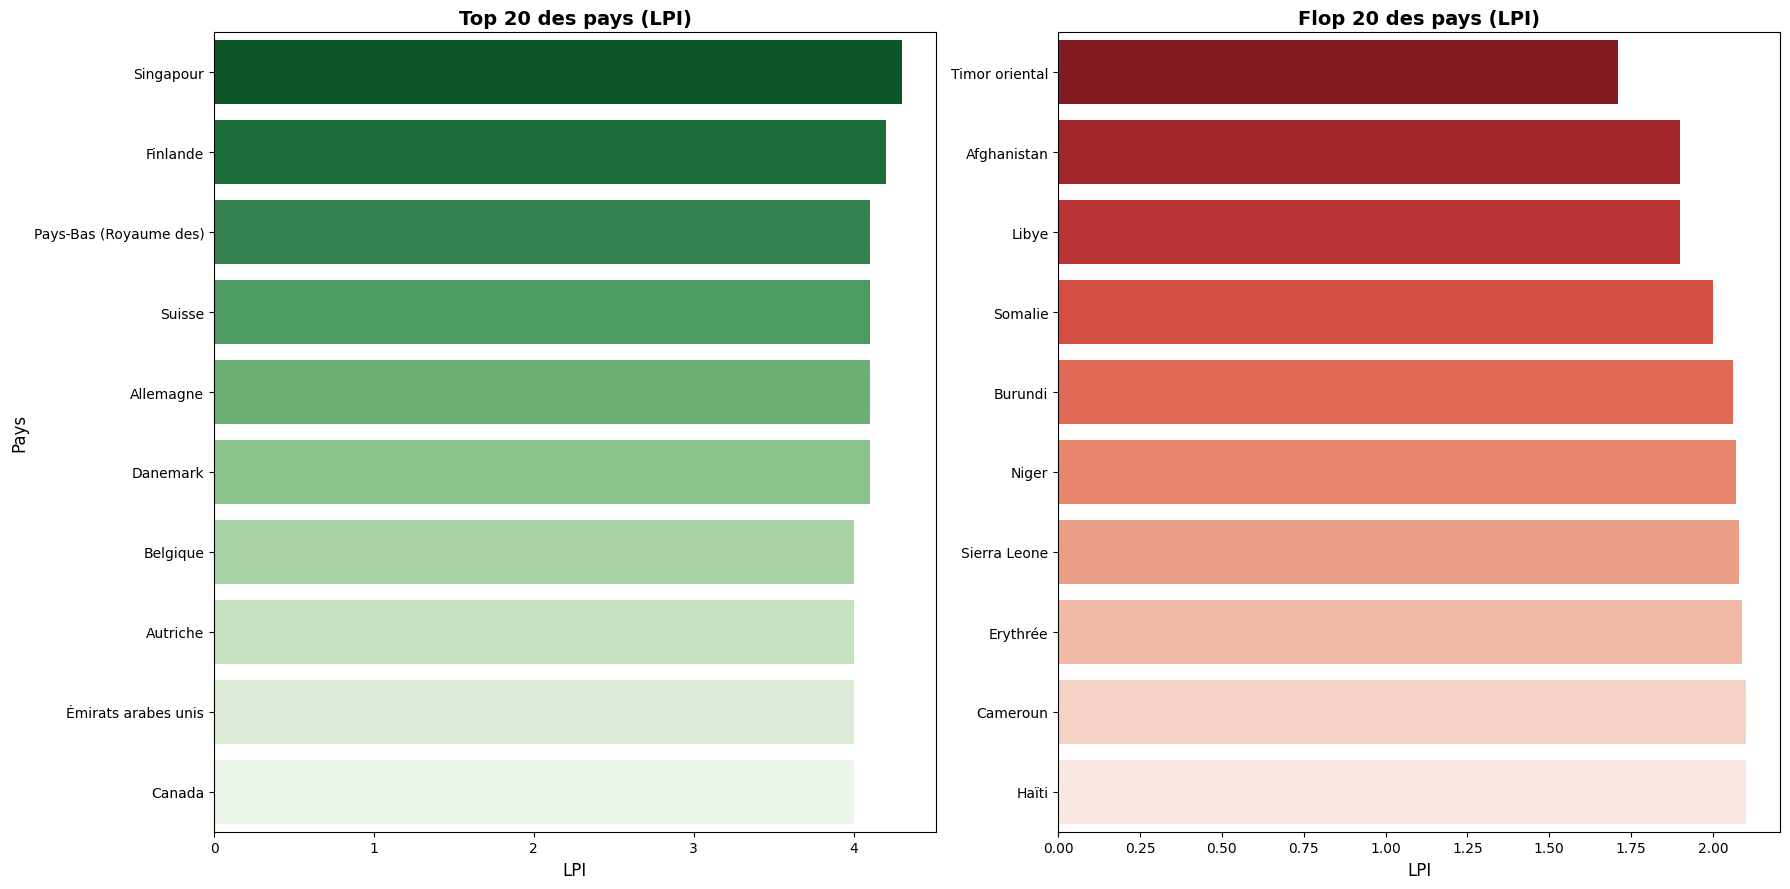 Top 20 des pays (LPI)
Pays
Singapour
Finlande
Pays-Bas (Royaume des)
Suisse
Allemagne
Danemark
Belgique
Autriche
Émirats arabes unis
Canada
0 1 2 3 4
LPI
Flop 20 des pays (LPI)
Timor oriental
Afghanistan
Libye
Somalie
Burundi
Niger
Sierra Leone
Erythrée
Cameroun
Haïti
0.00 0.25 0.50 0.75 1.00 1.25 1.50 1.75 2.00
LPI